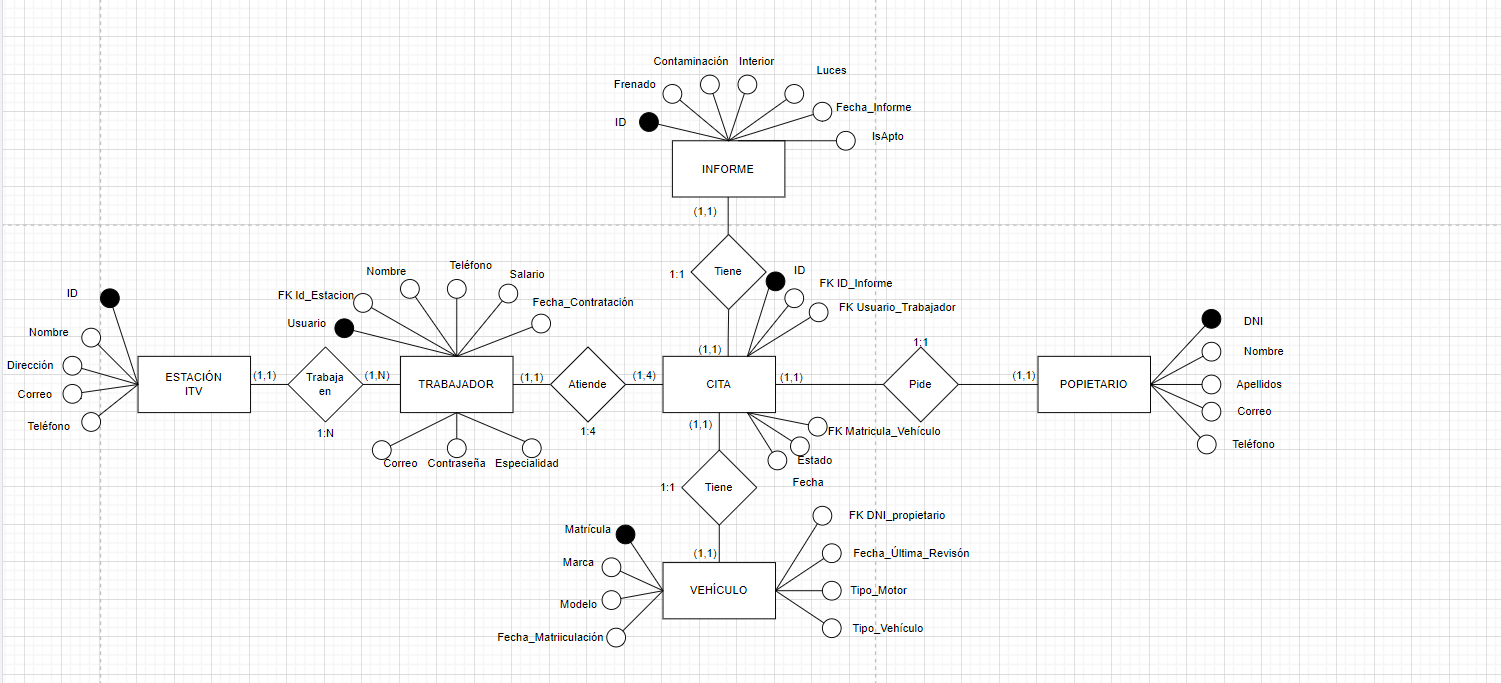 Contaminación
Interior
Luces
Frenado
Fecha_Informe
ID
IsApto
INFORME
(1,1)
Tiene
1:1
ID
FK ID_Informe
FK Usuario_Trabajador
(1,1)
Nombre
Teléfono
Salario
FK Id_Estacion
Fecha_Contratación
Usuario
ID
Nombre
Dirección
Correo
Teléfono
ESTACIÓN
ITV
(1,1)
Trabaja
en
1:N
(1,N)
TRABAJADOR
(1,1)
Atiende
1:4
(1,4)
CITA
(1,1)
1:1
Pide
(1,1)
POPIETARIO
DNI
Nombre
Apellidos
Correo
Teléfono
Correo
Contraseña
Especialidad
(1,1)
FK Matricula_Vehículo
Estado
Fecha
1:1
Tiene
(1,1)
Matrícula
Marca
Modelo
Fecha_Matriiculación
VEHÍCULO
FK DNI_propietario
Fecha_Última_Revisón
Tipo_Motor
Tipo_Vehículo